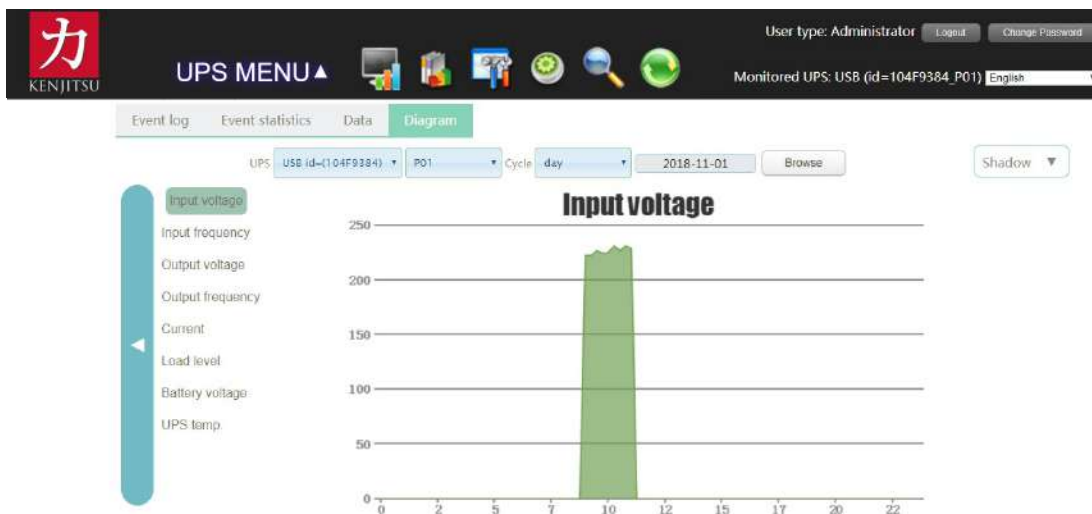 力
KENJITSU
UPS MENU▲
User type: Administrator Logout Change Password
Monitored UPS: USB (id=104F9384_P01) English
Event log Event statistics Data Diagram
UPS USB id=(104F9384) P01 Cycle day 2018-11-01 Browse Shadow ▼
Input voltage
Input frequency
Output voltage
Output frequency
Current
Load level
Battery voltage
UPS temp.
Input voltage
250
200
150
100
50
0
0 2 5 7 10 12 15 17 20 22